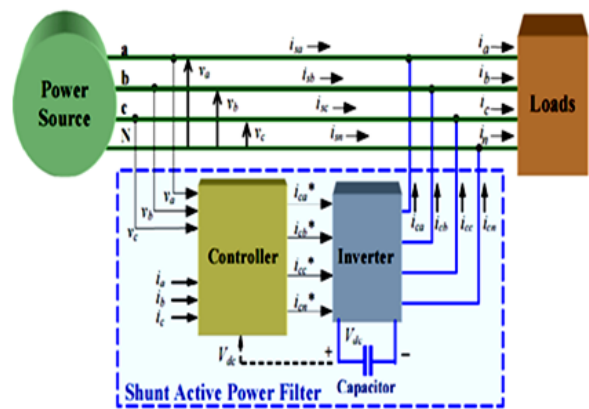 a
i_sa
i_a
v_a
b
i_sb
i_b
Power Source
v_b
Loads
c
i_sc
i_c
N
v_c
i_sn
i_n
v_a
v_b
v_c
i_ca*
i_cb*
i_cc*
i_cn*
i_ca
i_cb
i_cc
i_cn
Controller
Inverter
i_a
i_b
i_c
V_dc
+
V_dc
−
Capacitor
Shunt Active Power Filter